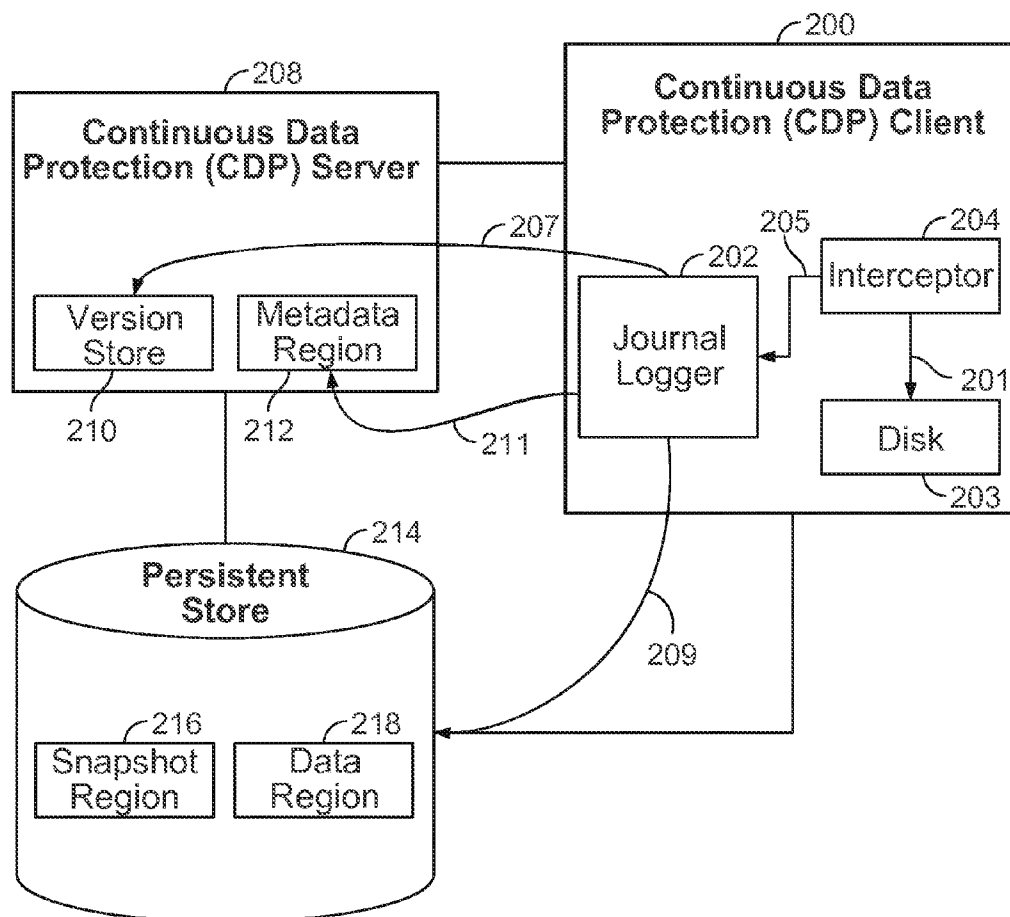 200
208
Continuous Data
Protection (CDP) Client
Continuous Data
Protection (CDP) Server
207
202
205
204
Interceptor
Version
Store
Metadata
Region
Journal
Logger
201
210
212
211
Disk
203
214
Persistent
Store
209
216
218
Snapshot
Region
Data
Region